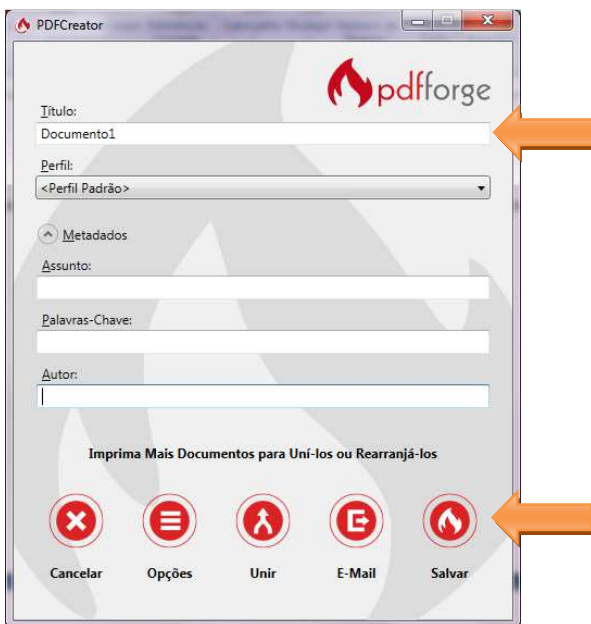 PDFCreator
pdfforge
Título:
Documento1
Perfil:
<Perfil Padrão>
Metadados
Assunto:
Palavras-Chave:
Autor:
Imprima Mais Documentos para Uní-los ou Rearranjá-los
Cancelar Opções Unir E-Mail Salvar